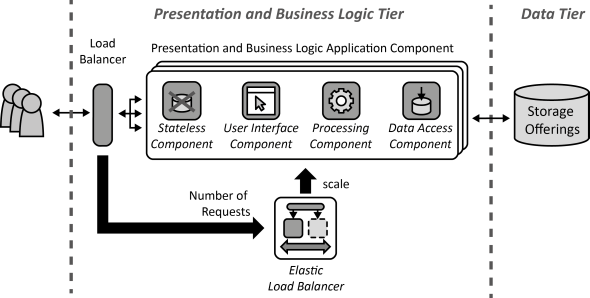 Presentation and Business Logic Tier
Data Tier
Load
Balancer
Presentation and Business Logic Application Component
Stateless
Component
User Interface
Component
Processing
Component
Data Access
Component
Storage
Offerings
Number of
Requests
scale
Elastic
Load Balancer